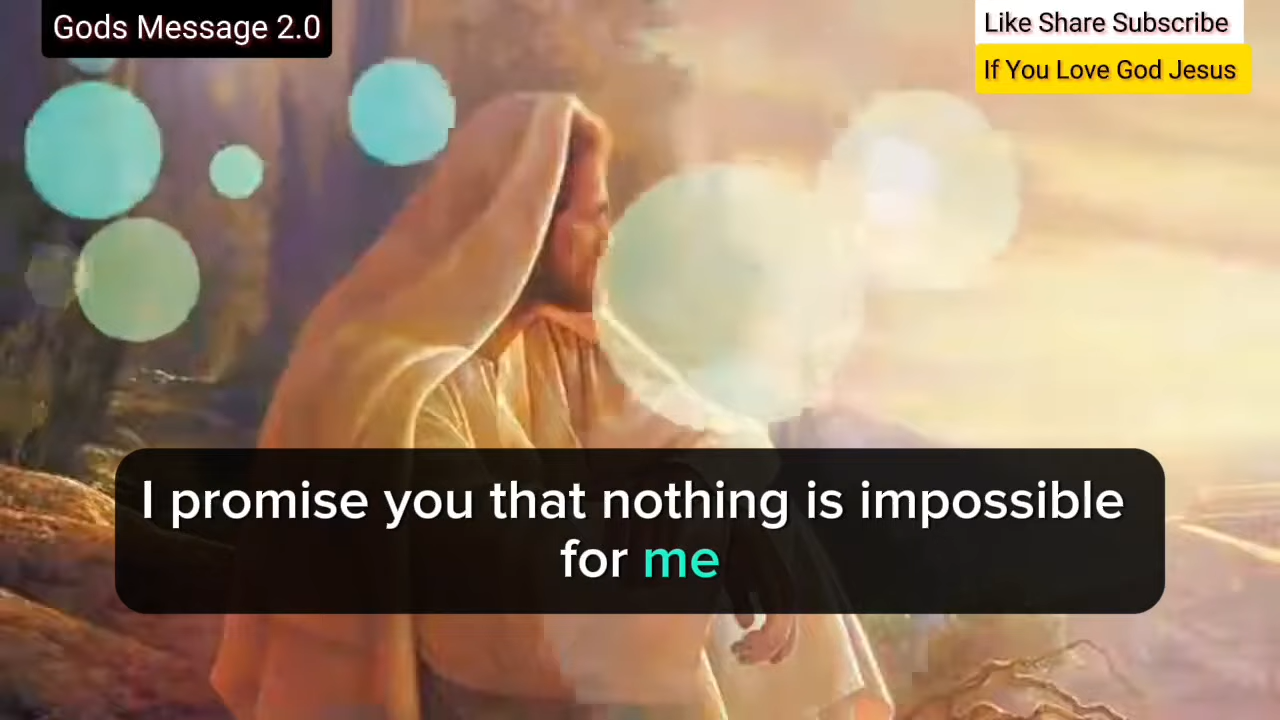 Gods Message 2.0
Like Share Subscribe
If You Love God Jesus
I promise you that nothing is impossible
for me